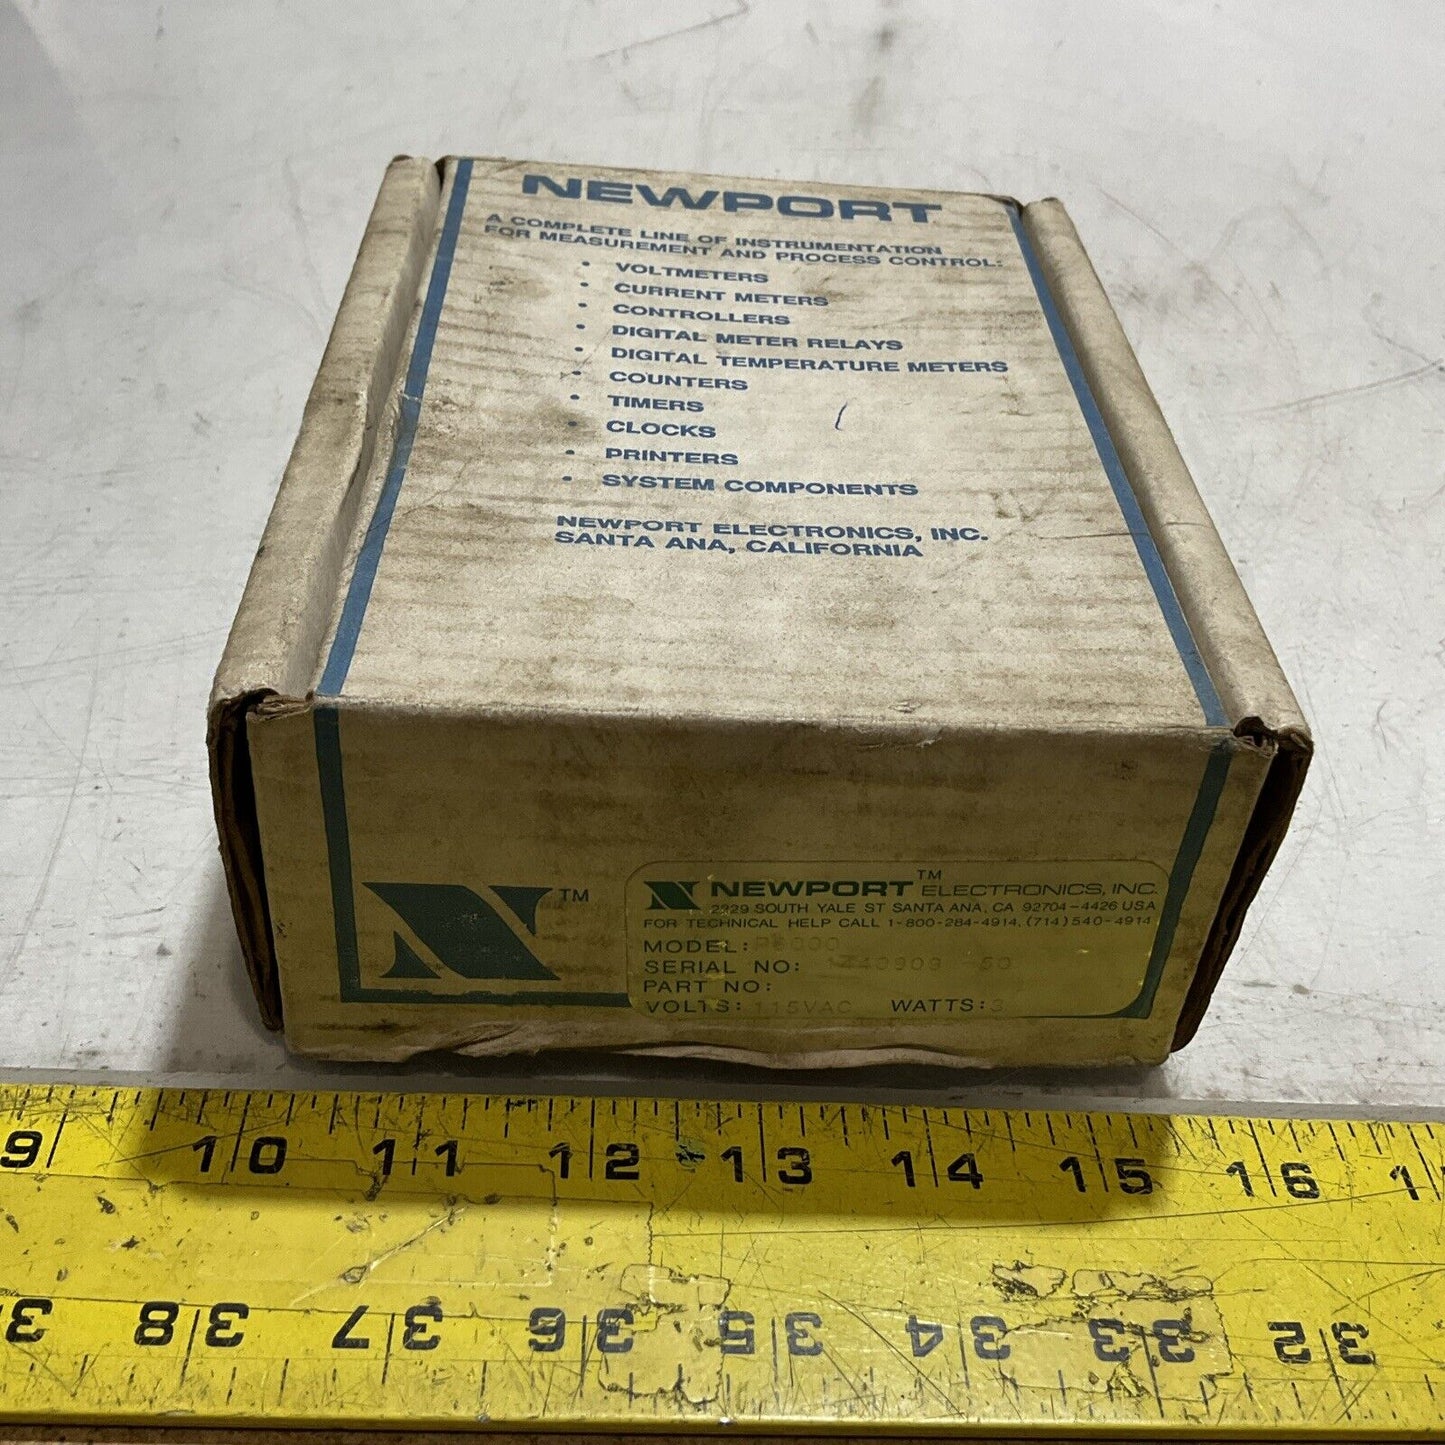 NEWPORT
A COMPLETE LINE OF INSTRUMENTATION
FOR MEASUREMENT AND PROCESS CONTROL:
• VOLTMETERS
• CURRENT METERS
• CONTROLLERS
• DIGITAL METER RELAYS
• DIGITAL TEMPERATURE METERS
• COUNTERS
• TIMERS
• CLOCKS
• PRINTERS
• SYSTEM COMPONENTS
NEWPORT ELECTRONICS, INC.
SANTA ANA, CALIFORNIA
N™
N NEWPORT™ ELECTRONICS, INC.
2229 SOUTH YALE ST SANTA ANA, CA 92704-4426 USA
FOR TECHNICAL HELP CALL 1-800-284-4914, (714) 540-4914
MODEL:
SERIAL NO:
PART NO:
VOLTS: 115VAC WATTS: 3
9 10 11 12 13 14 15 16 1
38 37 36 35 34 33 32